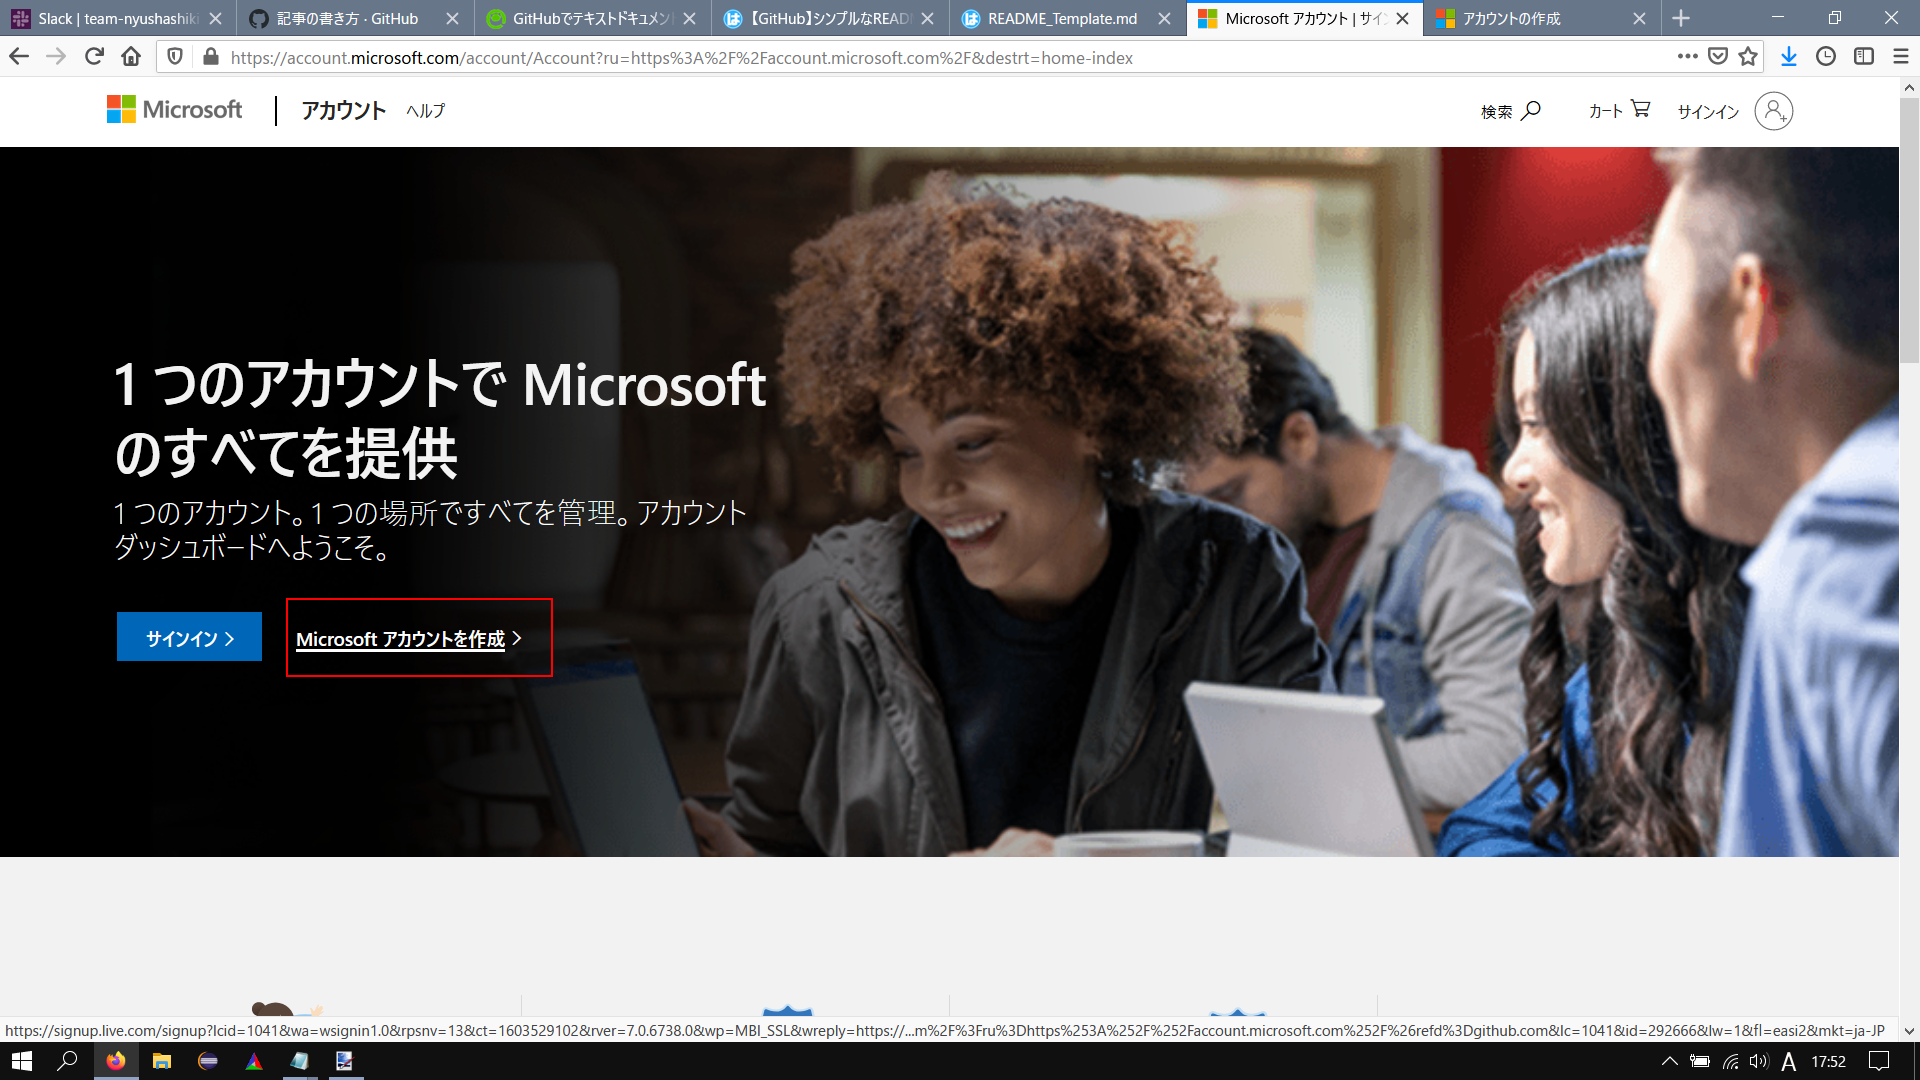 Slack | team-nyushashiki
記事の書き方 · GitHub
GitHubでテキストドキュメント
【GitHub】シンプルなREAD
README_Template.md
Microsoft アカウント | サイン
アカウントの作成
https://account.microsoft.com/account/Account?ru=https%3A%2F%2Faccount.microsoft.com%2F&destrt=home-index
Microsoft
アカウント
ヘルプ
検索
カート
サインイン
1 つのアカウントで Microsoft
のすべてを提供
1 つのアカウント。1 つの場所ですべてを管理。アカウント
ダッシュボードへようこそ。
サインイン
Microsoft アカウントを作成
https://signup.live.com/signup?lcid=1041&wa=wsignin1.0&rpsnv=13&ct=1603529102&rver=7.0.6738.0&wp=MBI_SSL&wreply=https://...m%2F%3Fru%3Dhttps%253A%252F%252Faccount.microsoft.com%252F%26refd%3Dgithub.com&lc=1041&id=292666&lw=1&fl=easi2&mkt=ja-JP
A
17:52